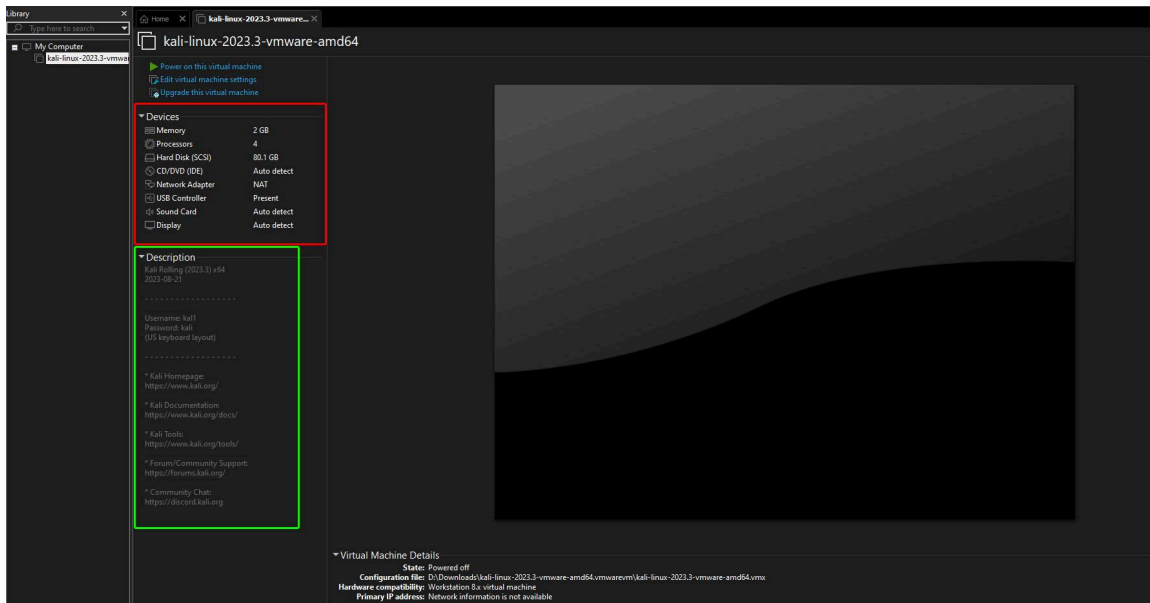 Library
Type here to search
My Computer
kali-linux-2023.3-vmwar
Home
kali-linux-2023.3-vmware...
kali-linux-2023.3-vmware-amd64
Power on this virtual machine
Edit virtual machine settings
Upgrade this virtual machine
Devices
Memory 2 GB
Processors 4
Hard Disk (SCSI) 80.1 GB
CD/DVD (IDE) Auto detect
Network Adapter NAT
USB Controller Present
Sound Card Auto detect
Display Auto detect
Description
Kali Rolling (2023.3) x64
2023-08-21
- - - - - - - - - - - - - - - - - -
Username: kal1
Password: kali
(US keyboard layout)
- - - - - - - - - - - - - - - - - -
* Kali Homepage:
https://www.kali.org/
* Kali Documentation:
https://www.kali.org/docs/
* Kali Tools:
https://www.kali.org/tools/
* Forum/Community Support:
https://forums.kali.org/
* Community Chat:
https://discord.kali.org
Virtual Machine Details
State: Powered off
Configuration file: D:\Downloads\kali-linux-2023.3-vmware-amd64.vmwarevm\kali-linux-2023.3-vmware-amd64.vmx
Hardware compatibility: Workstation 8.x virtual machine
Primary IP address: Network information is not available